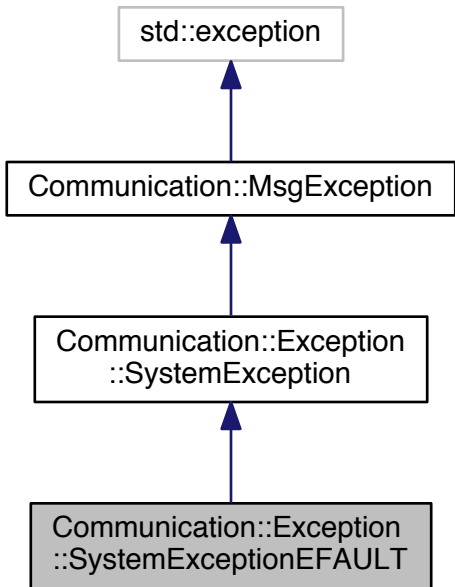 std::exception
Communication::MsgException
Communication::Exception
::SystemException
Communication::Exception
::SystemExceptionEFAULT